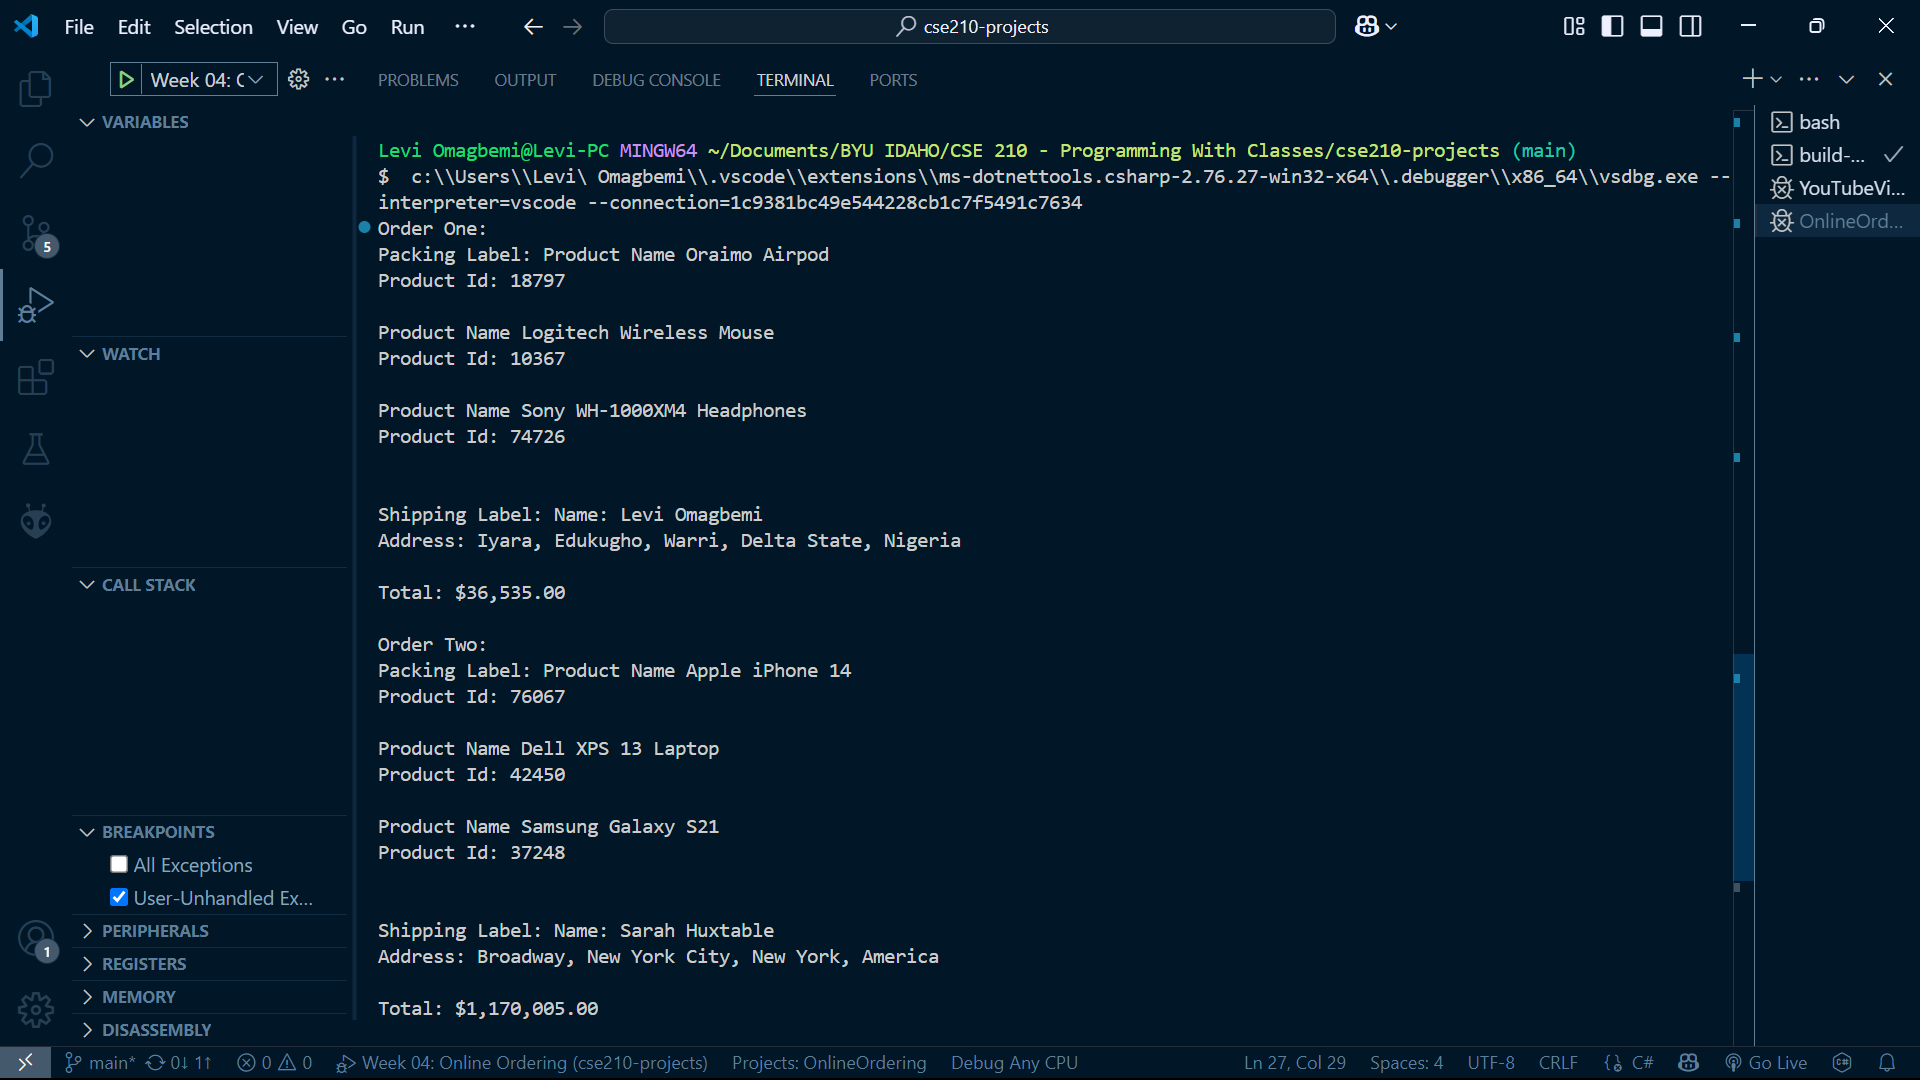 File Edit Selection View Go Run ··· cse210-projects
Week 04: C
PROBLEMS OUTPUT DEBUG CONSOLE TERMINAL PORTS
VARIABLES
WATCH
CALL STACK
BREAKPOINTS
All Exceptions
User-Unhandled Ex...
PERIPHERALS
REGISTERS
MEMORY
DISASSEMBLY
5
1
Levi Omagbemi@Levi-PC MINGW64 ~/Documents/BYU IDAHO/CSE 210 - Programming With Classes/cse210-projects (main)
$  c:\\Users\\Levi\ Omagbemi\\.vscode\\extensions\\ms-dotnettools.csharp-2.76.27-win32-x64\\.debugger\\x86_64\\vsdbg.exe --
interpreter=vscode --connection=1c9381bc49e544228cb1c7f5491c7634
Order One:
Packing Label: Product Name Oraimo Airpod
Product Id: 18797
Product Name Logitech Wireless Mouse
Product Id: 10367
Product Name Sony WH-1000XM4 Headphones
Product Id: 74726
Shipping Label: Name: Levi Omagbemi
Address: Iyara, Edukugho, Warri, Delta State, Nigeria
Total: $36,535.00
Order Two:
Packing Label: Product Name Apple iPhone 14
Product Id: 76067
Product Name Dell XPS 13 Laptop
Product Id: 42450
Product Name Samsung Galaxy S21
Product Id: 37248
Shipping Label: Name: Sarah Huxtable
Address: Broadway, New York City, New York, America
Total: $1,170,005.00
bash
build-...
YouTubeVi...
OnlineOrd...
main* 0↓ 1↑ 0 0 Week 04: Online Ordering (cse210-projects) Projects: OnlineOrdering Debug Any CPU Ln 27, Col 29 Spaces: 4 UTF-8 CRLF C# Go Live